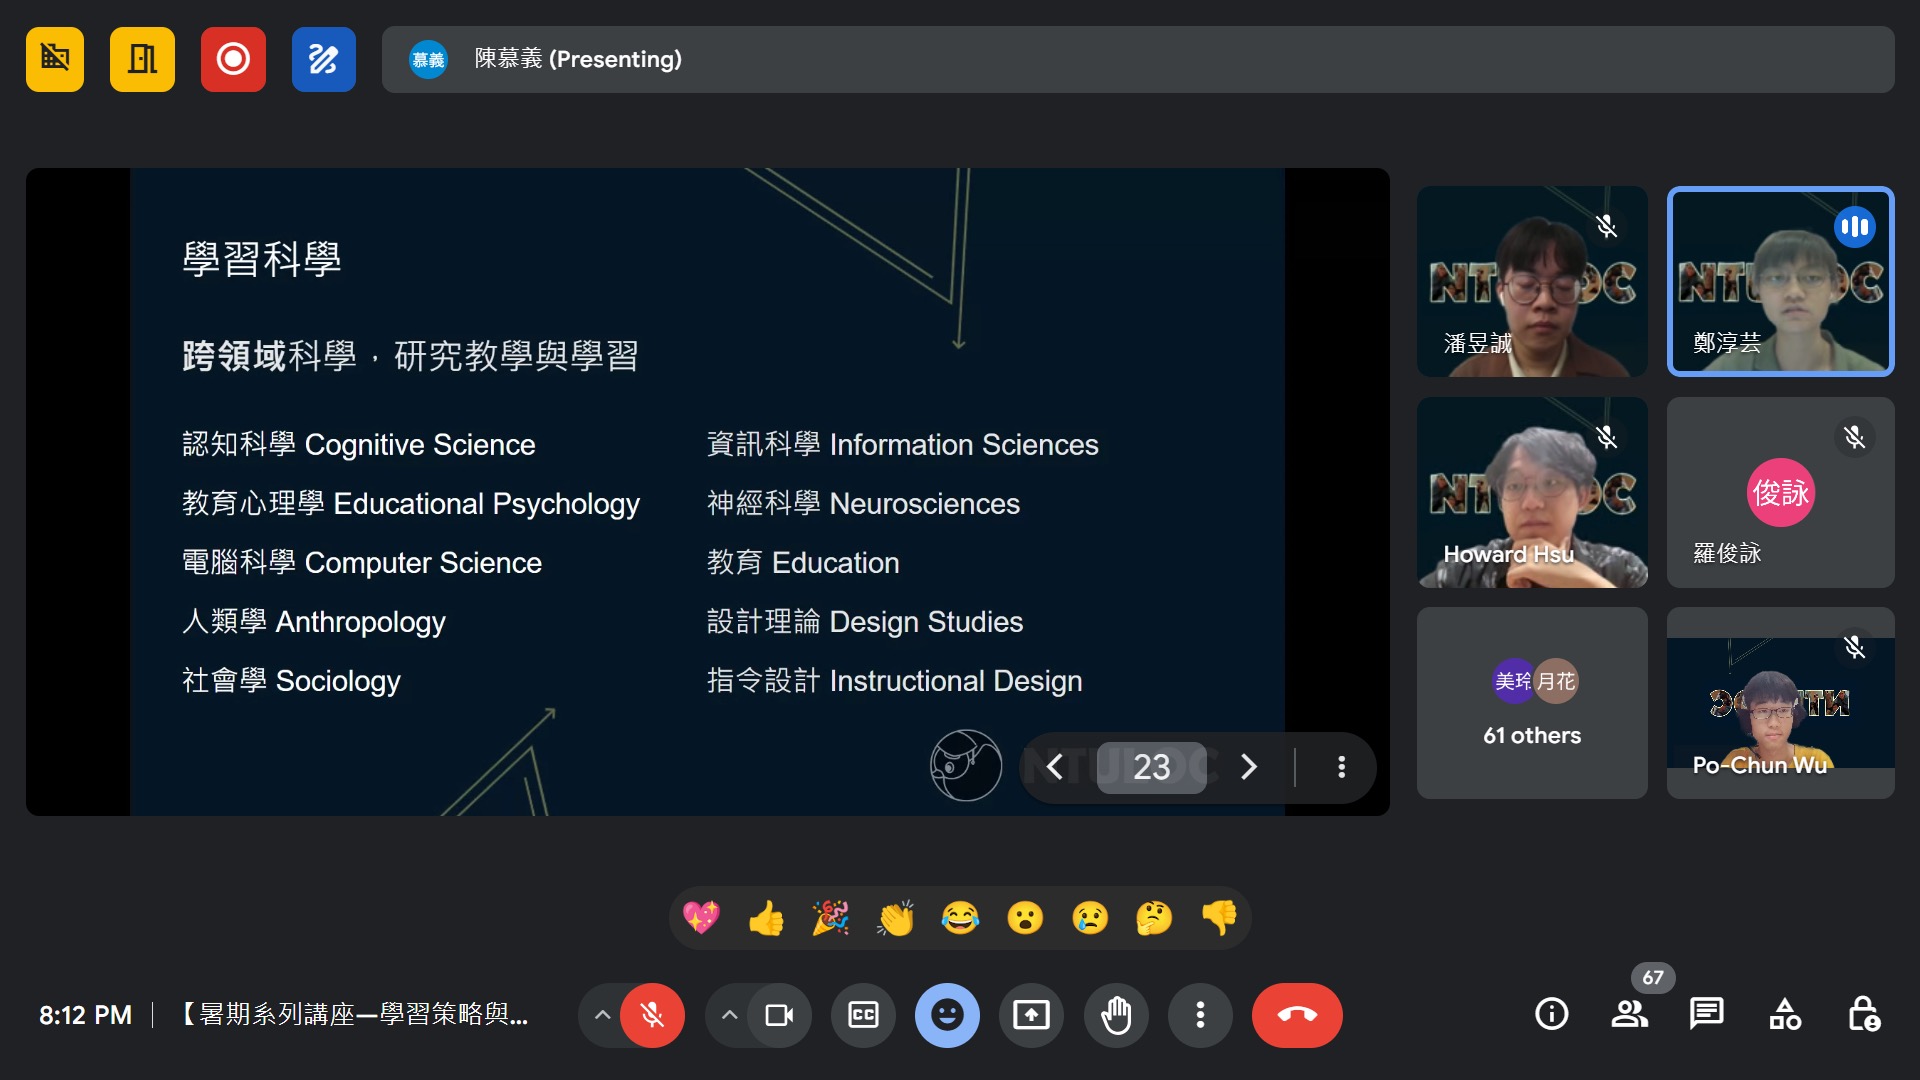 慕義 陳慕義 (Presenting)
學習科學
跨領域科學，研究教學與學習
認知科學 Cognitive Science
教育心理學 Educational Psychology
電腦科學 Computer Science
人類學 Anthropology
社會學 Sociology
資訊科學 Information Sciences
神經科學 Neurosciences
教育 Education
設計理論 Design Studies
指令設計 Instructional Design
NTUDC
23
潘昱誠
鄭淳芸
Howard Hsu
俊詠
羅俊詠
美玲 月花
61 others
Po-Chun Wu
8:12 PM
【暑期系列講座—學習策略與...
CC
67